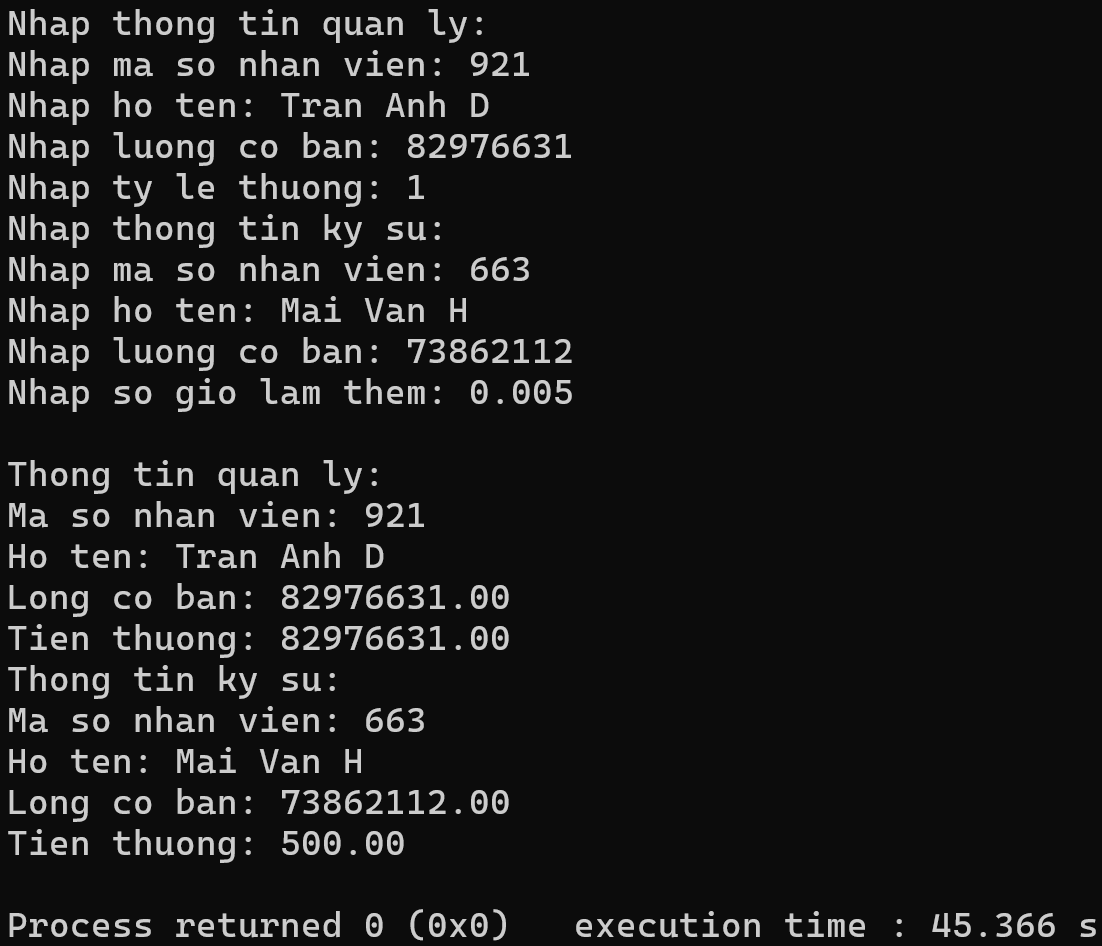 Nhap thong tin quan ly:
Nhap ma so nhan vien: 921
Nhap ho ten: Tran Anh D
Nhap luong co ban: 82976631
Nhap ty le thuong: 1
Nhap thong tin ky su:
Nhap ma so nhan vien: 663
Nhap ho ten: Mai Van H
Nhap luong co ban: 73862112
Nhap so gio lam them: 0.005

Thong tin quan ly:
Ma so nhan vien: 921
Ho ten: Tran Anh D
Long co ban: 82976631.00
Tien thuong: 82976631.00
Thong tin ky su:
Ma so nhan vien: 663
Ho ten: Mai Van H
Long co ban: 73862112.00
Tien thuong: 500.00

Process returned 0 (0x0)   execution time : 45.366 s